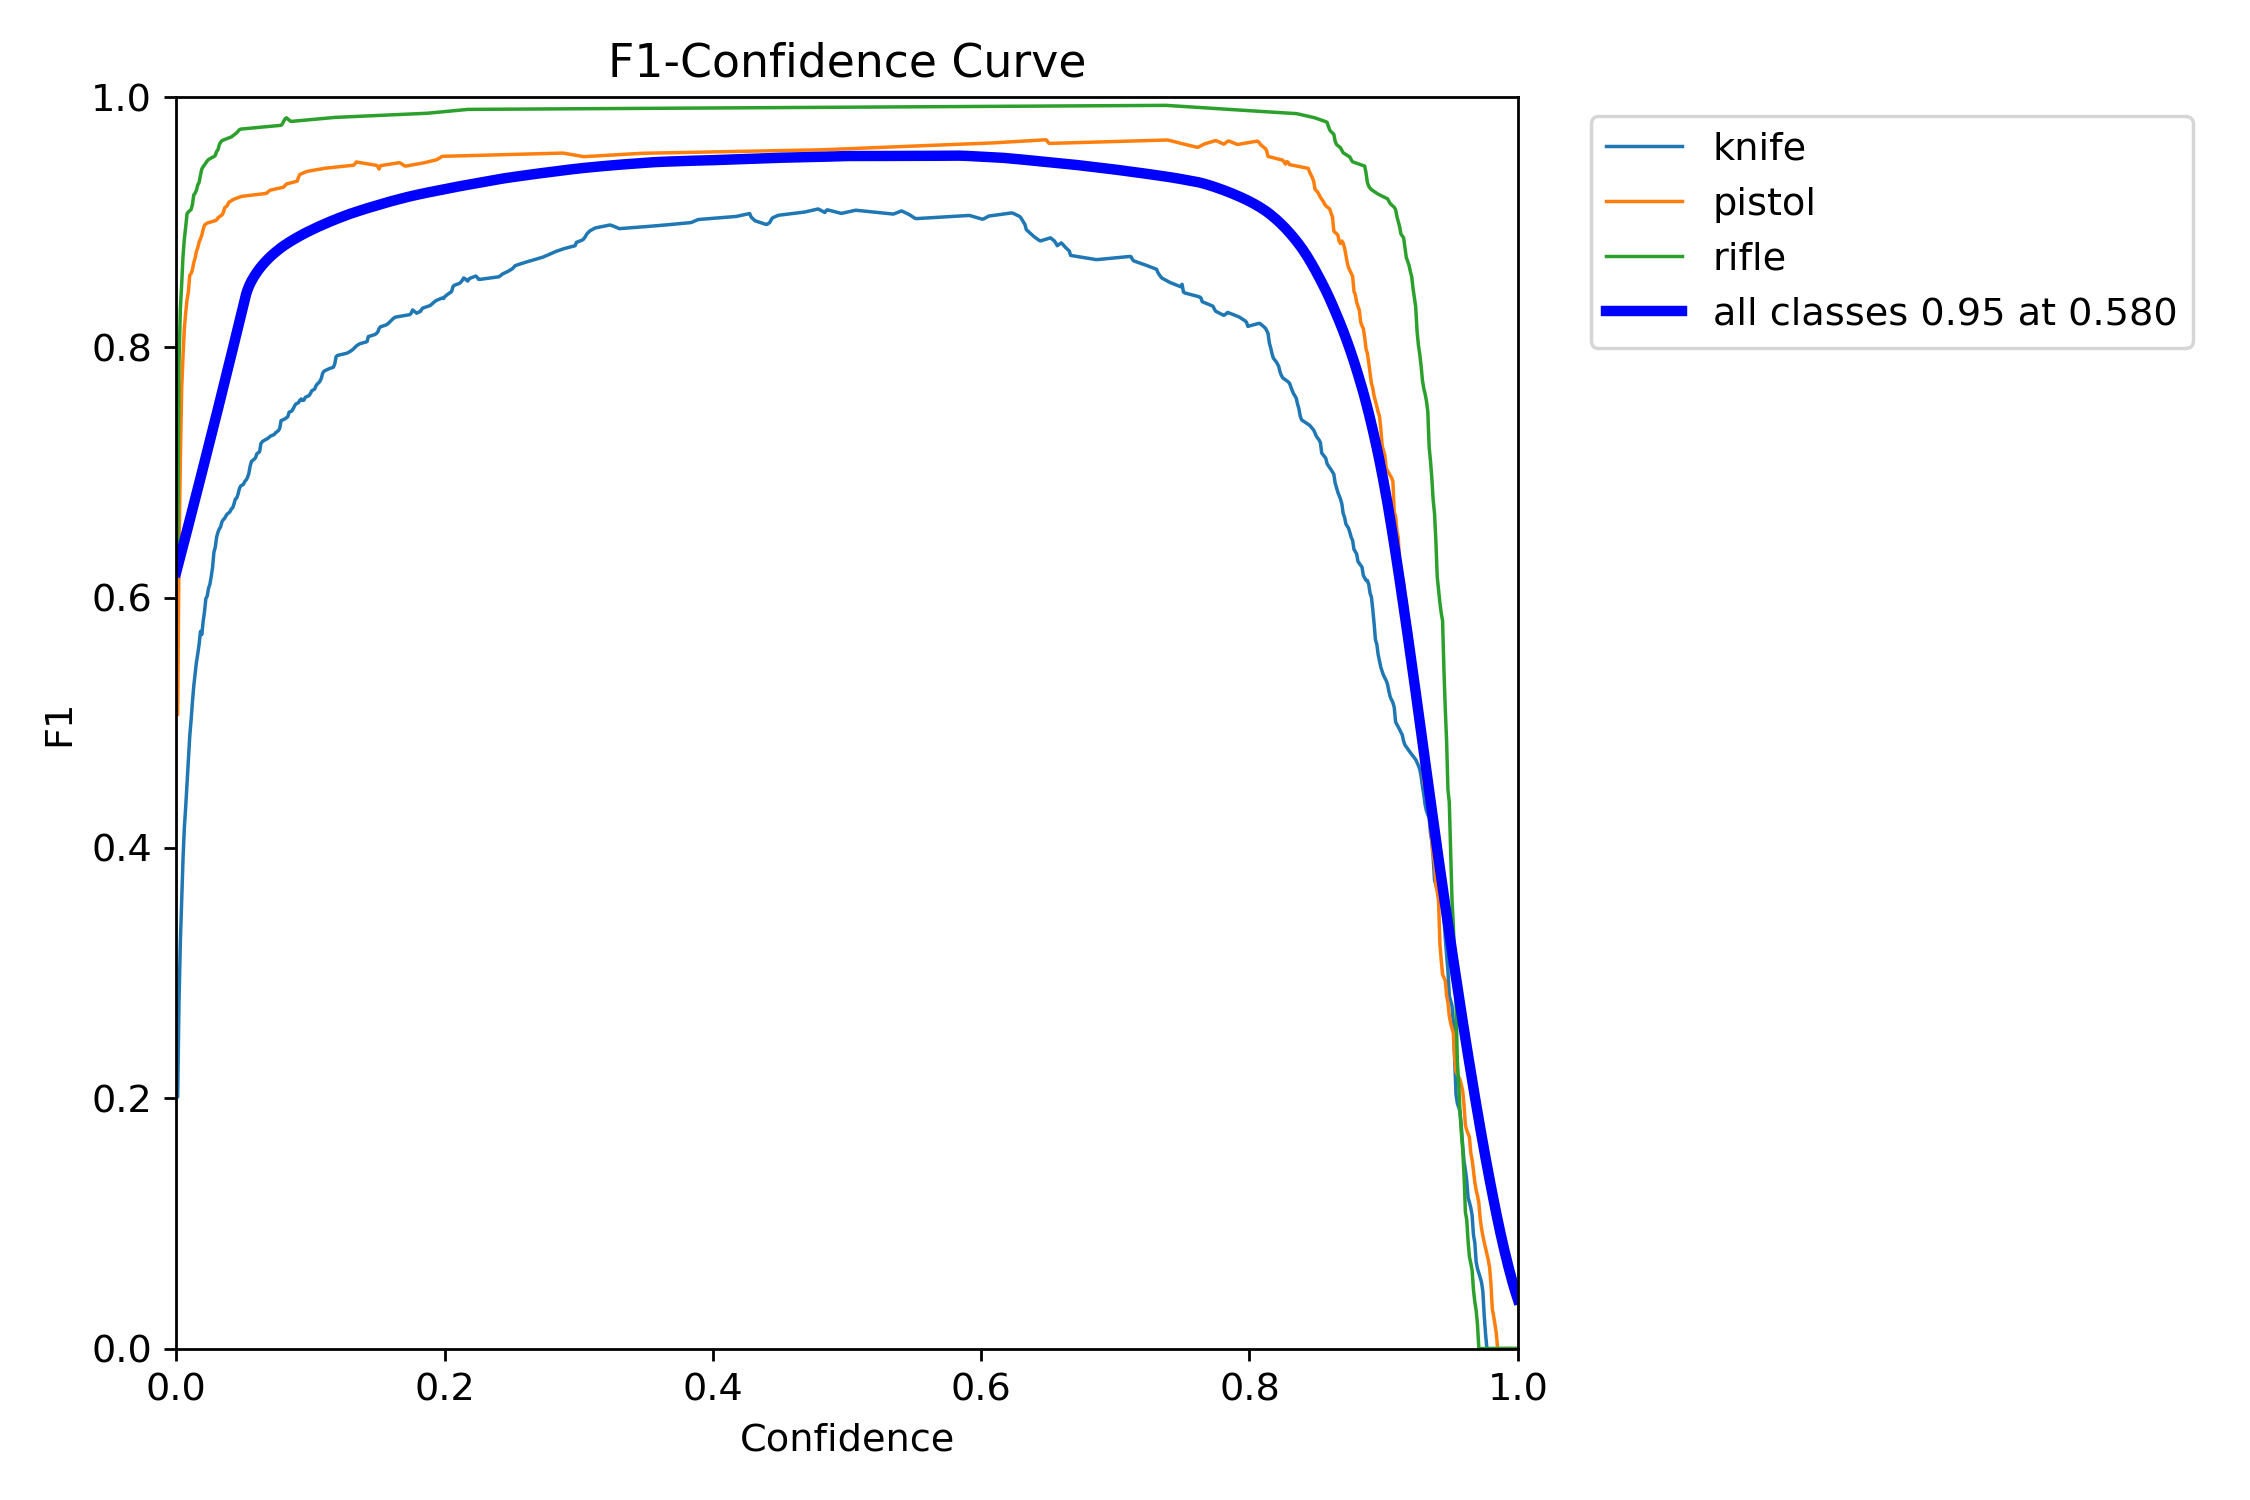 F1-Confidence Curve
1.0
0.8
0.6
0.4
0.2
0.0
F1
0.0 0.2 0.4 0.6 0.8 1.0
Confidence
knife
pistol
rifle
all classes 0.95 at 0.580